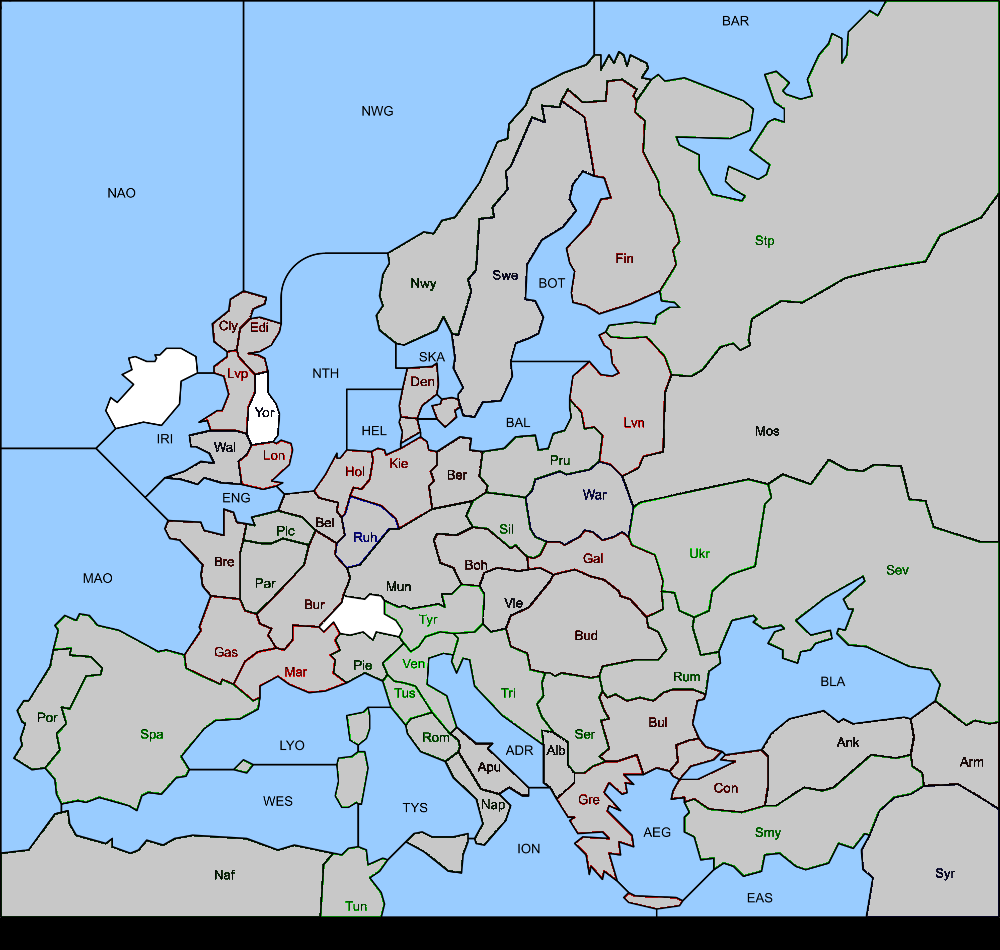 BAR
NWG
NAO
Stp
Fin
Swe
Nwy
BOT
Cly
Edi
SKA
NTH
Lvp
Den
Yor
Lvn
BAL
HEL
Mos
IRI
Wal
Lon
Hol
Kie
Ber
Pru
War
ENG
Bel
Pic
Ruh
Sil
Ukr
Bre
Gal
Boh
Sev
MAO
Par
Mun
Bur
Vie
Tyr
Bud
Gas
Mar
Pie
Ven
Rum
BLA
Tus
Tri
Por
Spa
Rom
Ser
Bul
LYO
ADR
Alb
Ank
Apu
Arm
Con
WES
TYS
Nap
Gre
AEG
Smy
ION
Naf
Syr
EAS
Tun